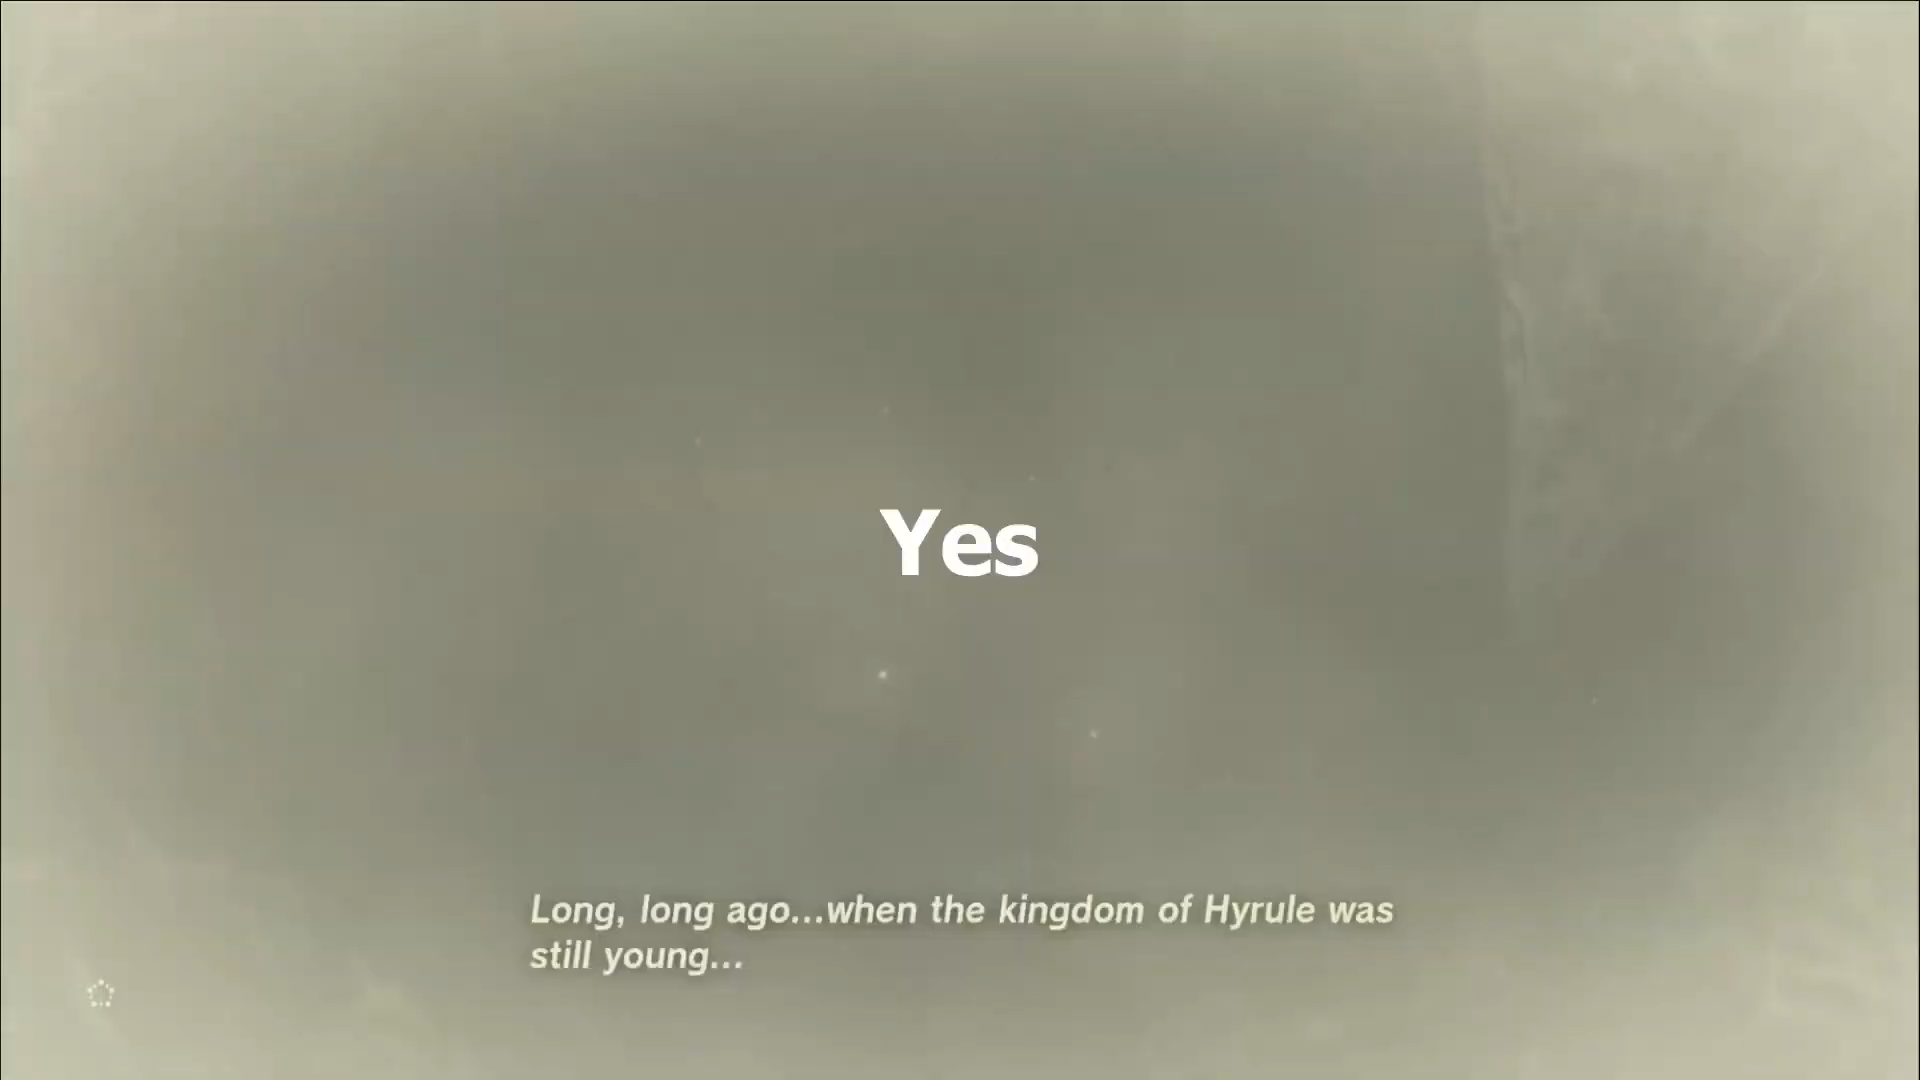 Yes
Long, long ago...when the kingdom of Hyrule was
still young...